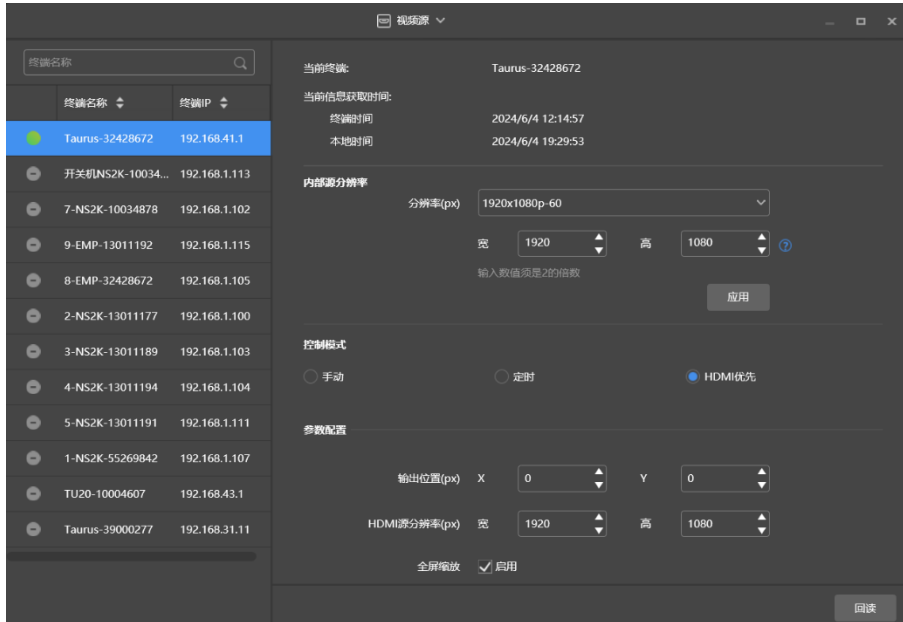 视频源
终端名称
终端名称 终端IP
Taurus-32428672 192.168.41.1
开关机NS2K-10034... 192.168.1.113
7-NS2K-10034878 192.168.1.102
9-EMP-13011192 192.168.1.115
8-EMP-32428672 192.168.1.105
2-NS2K-13011177 192.168.1.100
3-NS2K-13011189 192.168.1.103
4-NS2K-13011194 192.168.1.104
5-NS2K-13011191 192.168.1.111
1-NS2K-55269842 192.168.1.107
TU20-10004607 192.168.43.1
Taurus-39000277 192.168.31.11
当前终端: Taurus-32428672
当前信息获取时间:
终端时间 2024/6/4 12:14:57
本地时间 2024/6/4 19:29:53
内部源分辨率
分辨率(px) 1920x1080p-60
宽 1920 高 1080 ?
输入数值须是2的倍数
应用
控制模式
手动 定时 HDMI优先
参数配置
输出位置(px) X 0 Y 0
HDMI源分辨率(px) 宽 1920 高 1080
全屏缩放 启用
回读